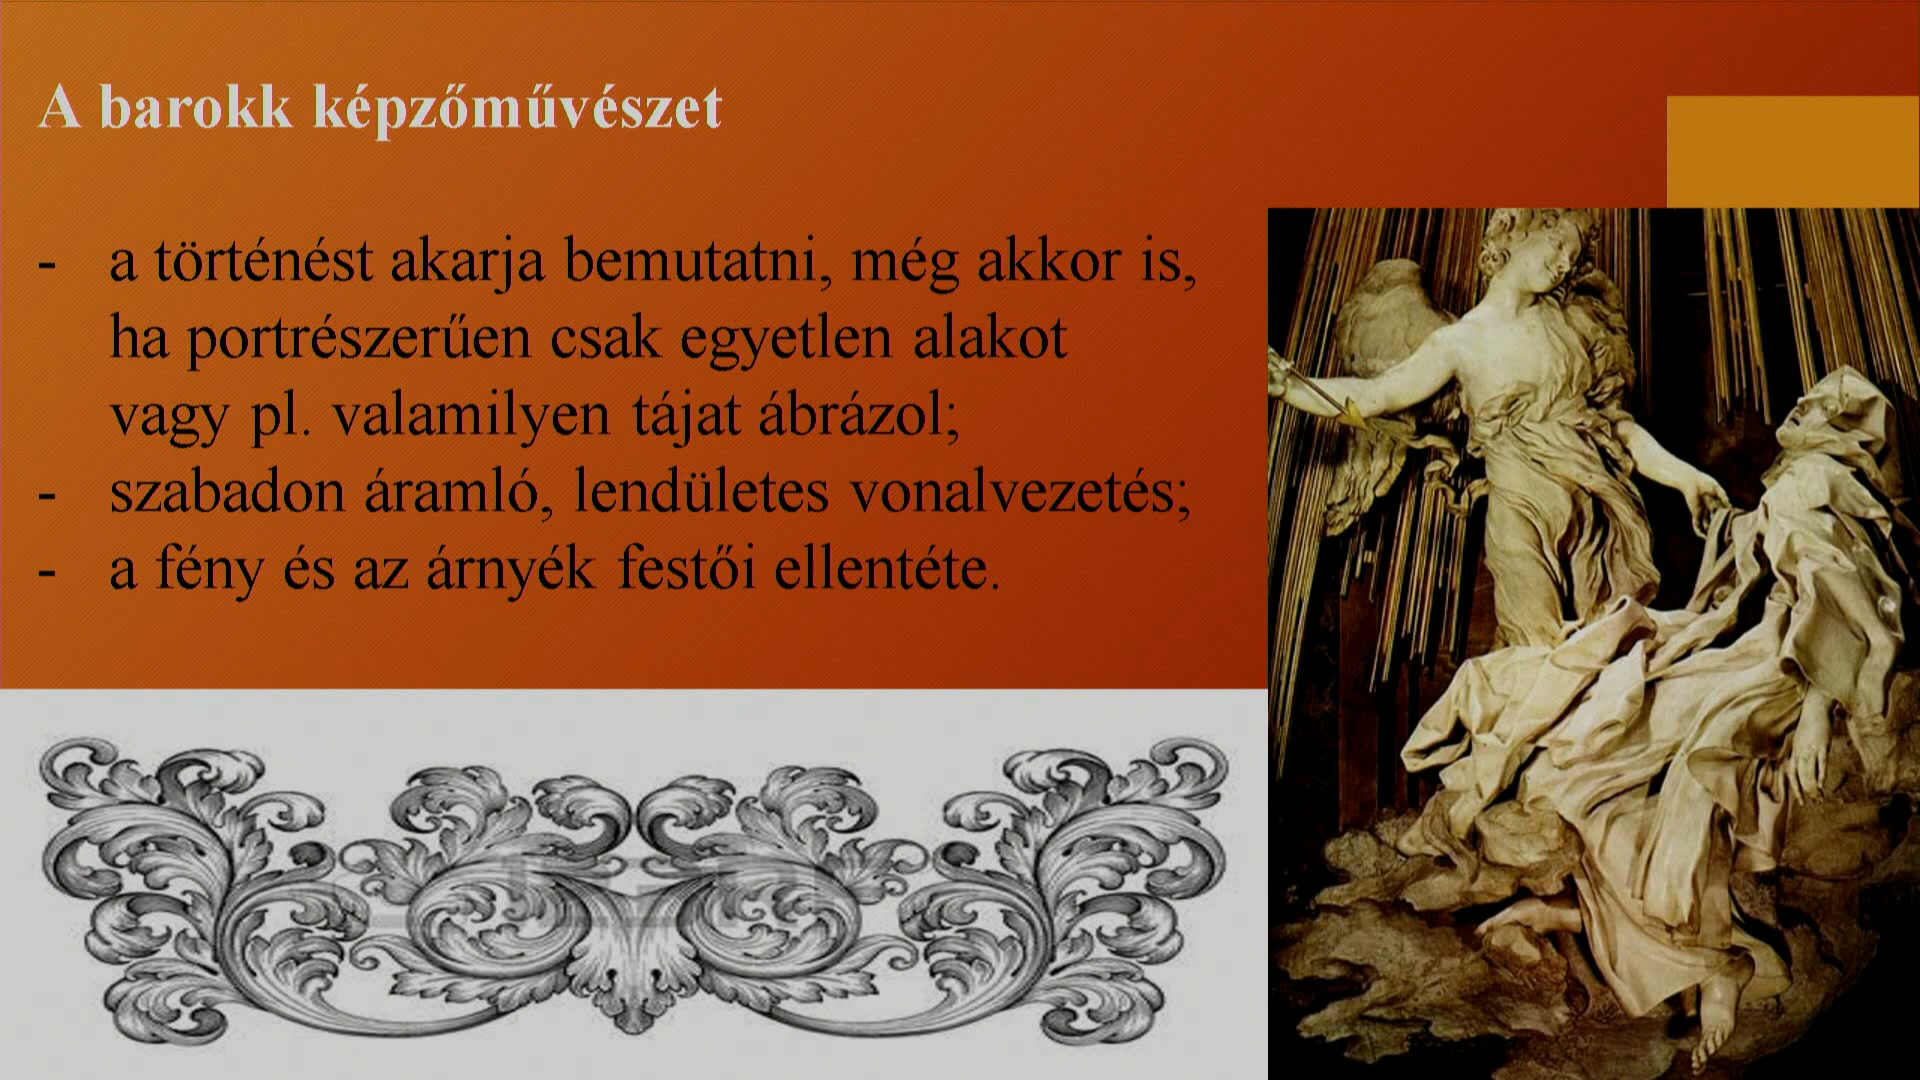 A barokk képzőművészet
- a történést akarja bemutatni, még akkor is,
ha portrészerűen csak egyetlen alakot
vagy pl. valamilyen tájat ábrázol;
- szabadon áramló, lendületes vonalvezetés;
- a fény és az árnyék festői ellentéte.